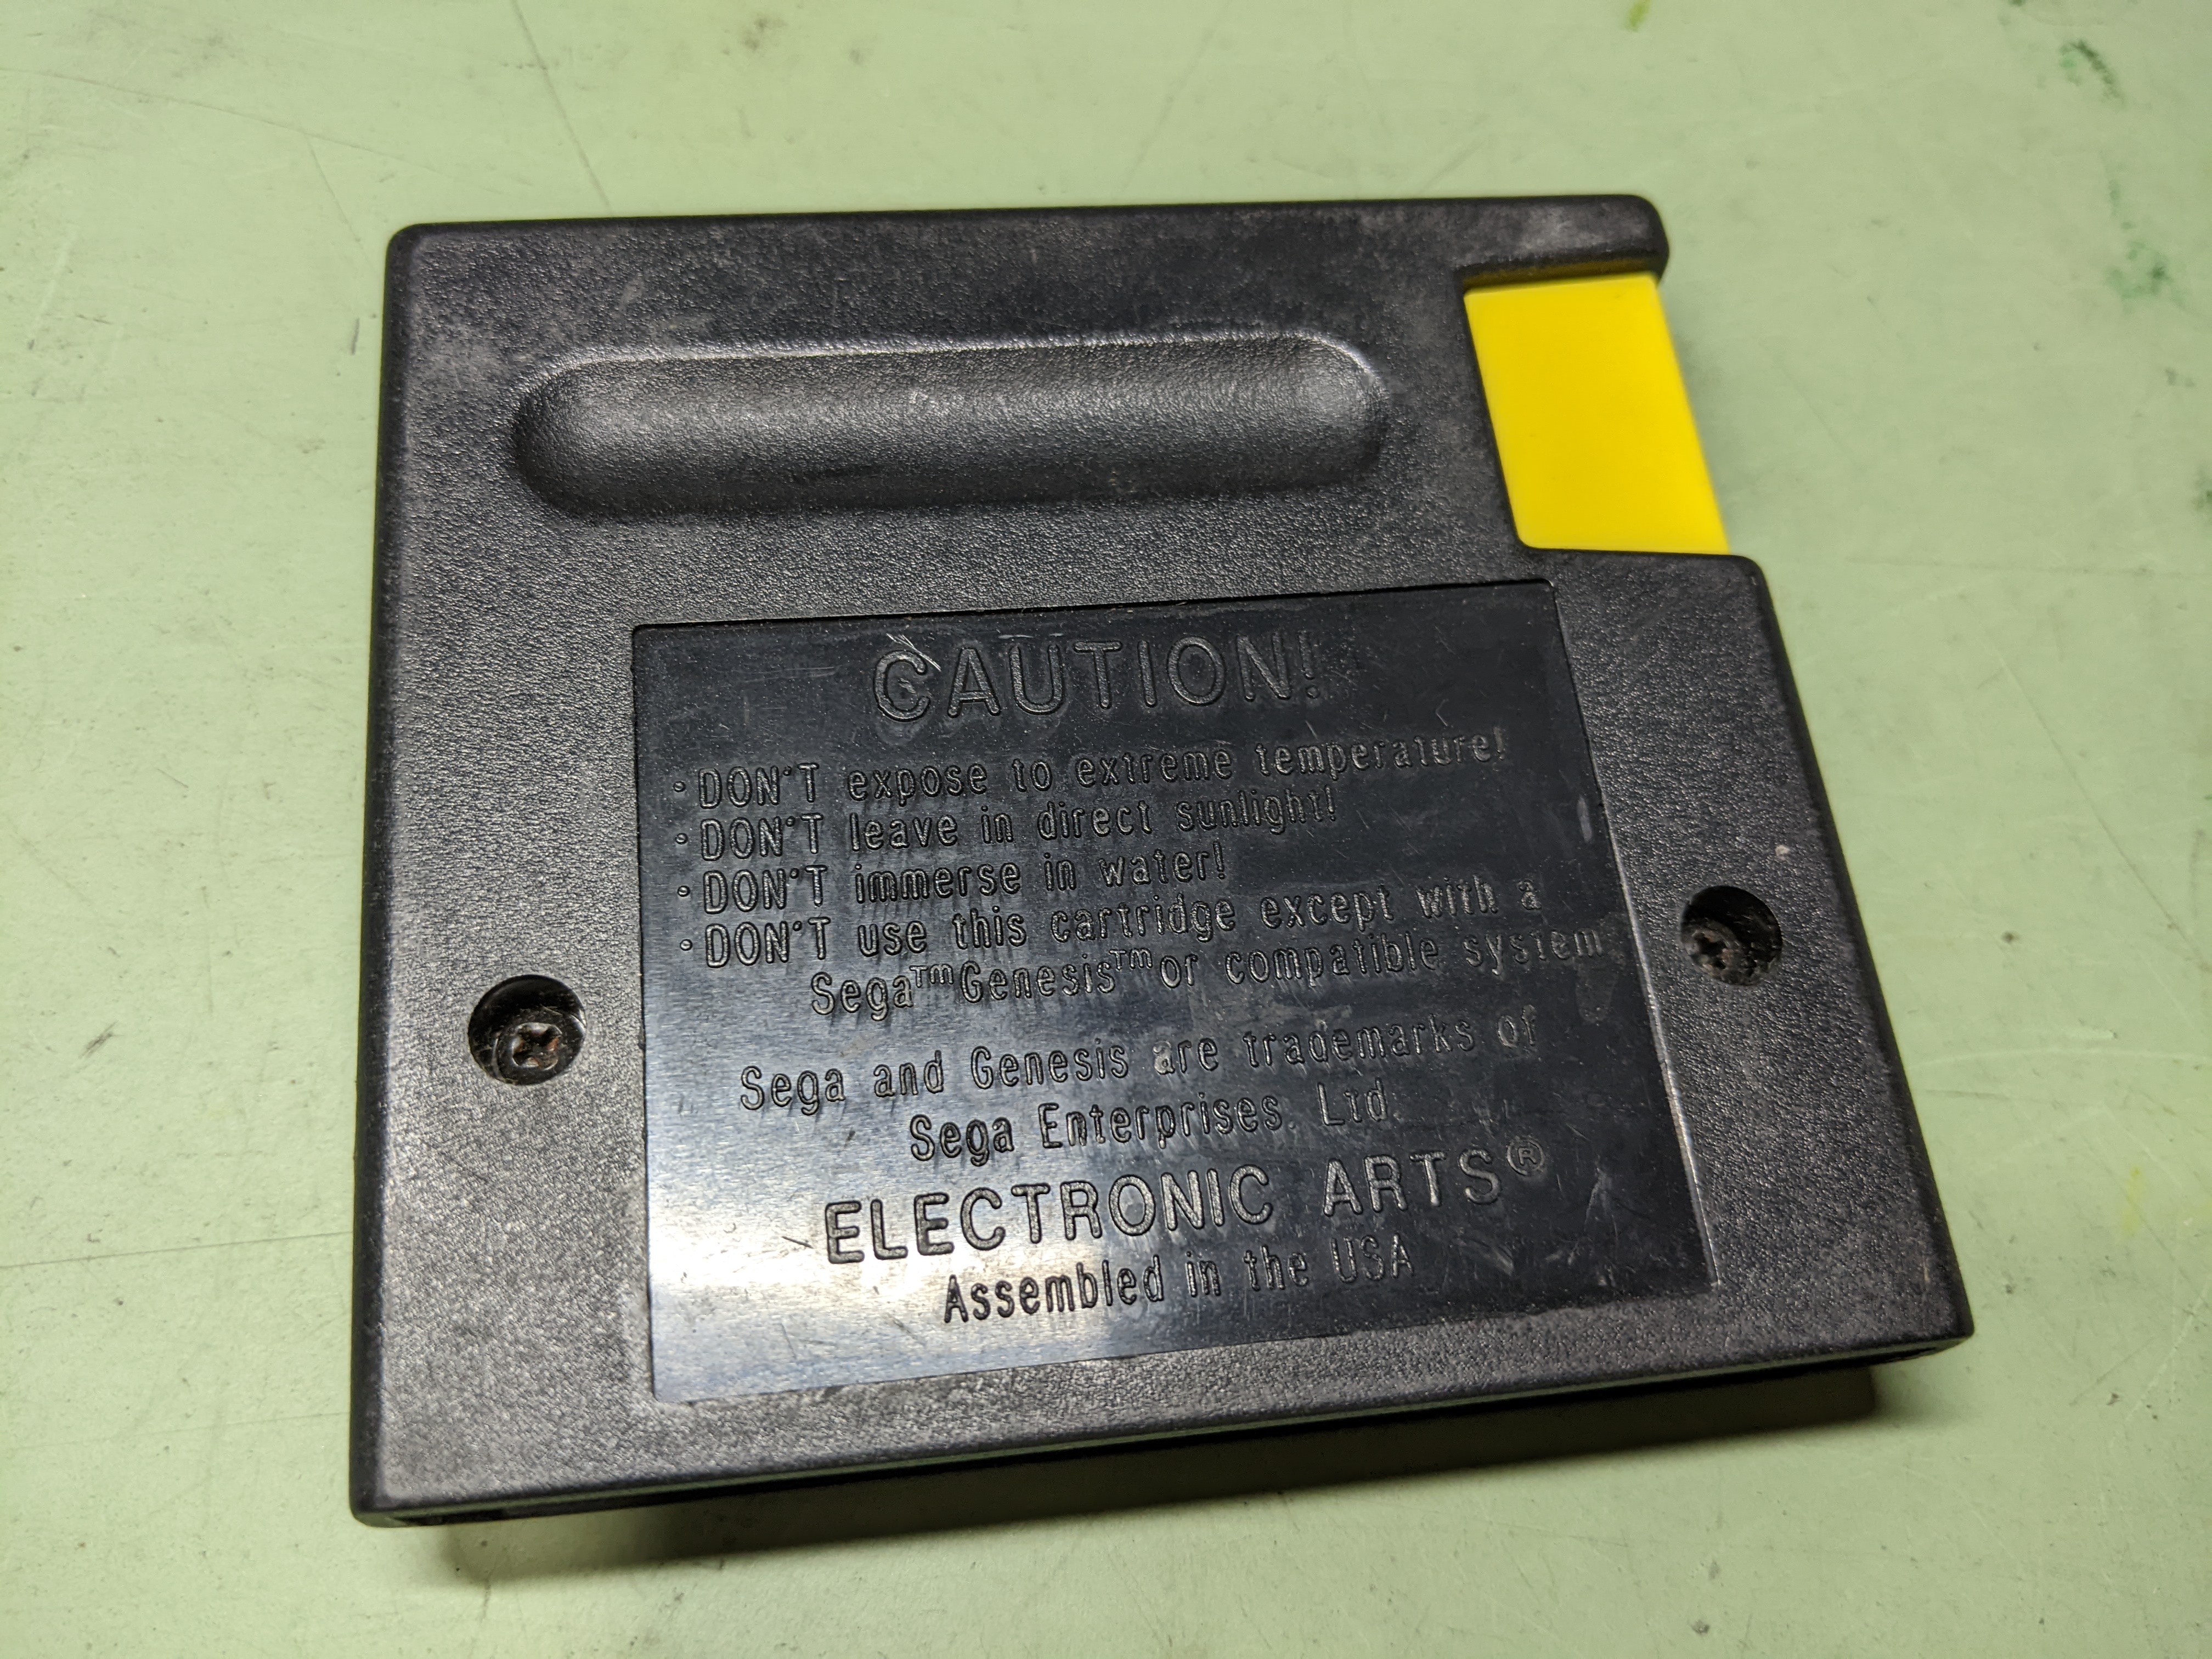 CAUTION!
·DON'T expose to extreme temperature!
·DON'T leave in direct sunlight!
·DON'T immerse in water!
·DON'T use this cartridge except with a
Sega™Genesis™or compatible system
Sega and Genesis are trademarks of
Sega Enterprises, Ltd.
ELECTRONIC ARTS®
Assembled in the USA